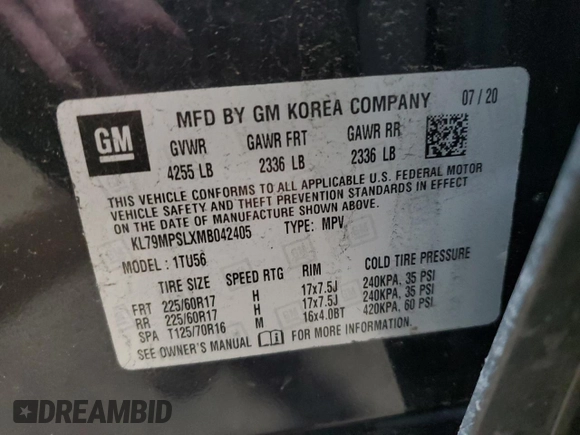 GM
MFD BY GM KOREA COMPANY 07/20
GVWR GAWR FRT GAWR RR
4255 LB 2336 LB 2336 LB
THIS VEHICLE CONFORMS TO ALL APPLICABLE U.S. FEDERAL MOTOR
VEHICLE SAFETY AND THEFT PREVENTION STANDARDS IN EFFECT
ON THE DATE OF MANUFACTURE SHOWN ABOVE.
KL79MPSLXMB042405 TYPE: MPV
MODEL: 1TU56
TIRE SIZE SPEED RTG RIM COLD TIRE PRESSURE
FRT 225/60R17 H 17x7.5J 240KPA, 35 PSI
RR 225/60R17 H 17x7.5J 240KPA, 35 PSI
SPA T125/70R16 M 16x4.0BT 420KPA, 60 PSI
SEE OWNER'S MANUAL FOR MORE INFORMATION
DREAMBID